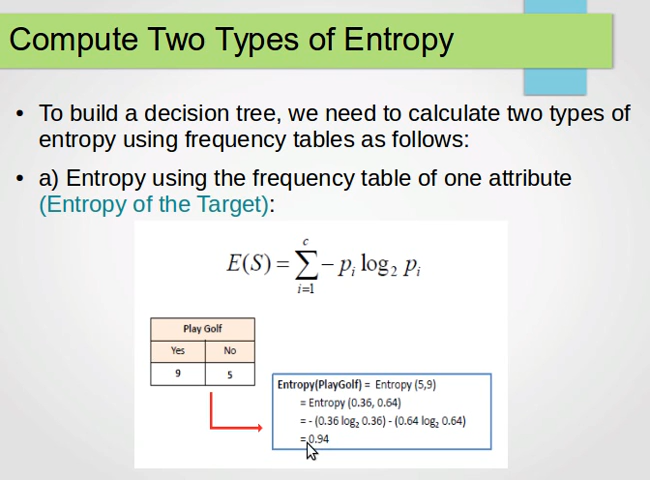 Compute Two Types of Entropy
• To build a decision tree, we need to calculate two types of
entropy using frequency tables as follows:
• a) Entropy using the frequency table of one attribute
(Entropy of the Target):
E(S) = ∑ᵢ₌₁ᶜ − pᵢ log₂ pᵢ
Play Golf
Yes No
9 5
Entropy(PlayGolf) = Entropy (5,9)
= Entropy (0.36, 0.64)
= - (0.36 log₂ 0.36) - (0.64 log₂ 0.64)
= 0.94